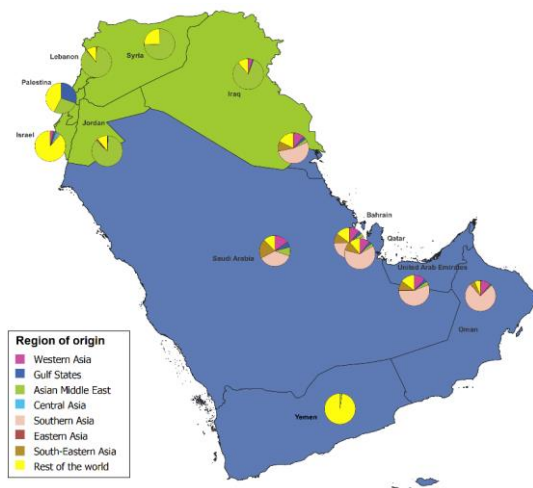 Lebanon
Syria
Palestina
Iraq
Israel
Jordan
Bahrain
Qatar
Saudi Arabia
United Arab Emirates
Oman
Yemen
Region of origin
Western Asia
Gulf States
Asian Middle East
Central Asia
Southern Asia
Eastern Asia
South-Eastern Asia
Rest of the world